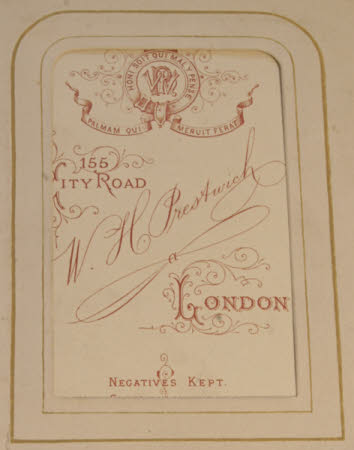 HONI SOIT QUI MAL Y PENSE
PALMAM QUI MERUIT FERAT
155
CITY ROAD
W. H. Prestwich
LONDON
NEGATIVES KEPT.